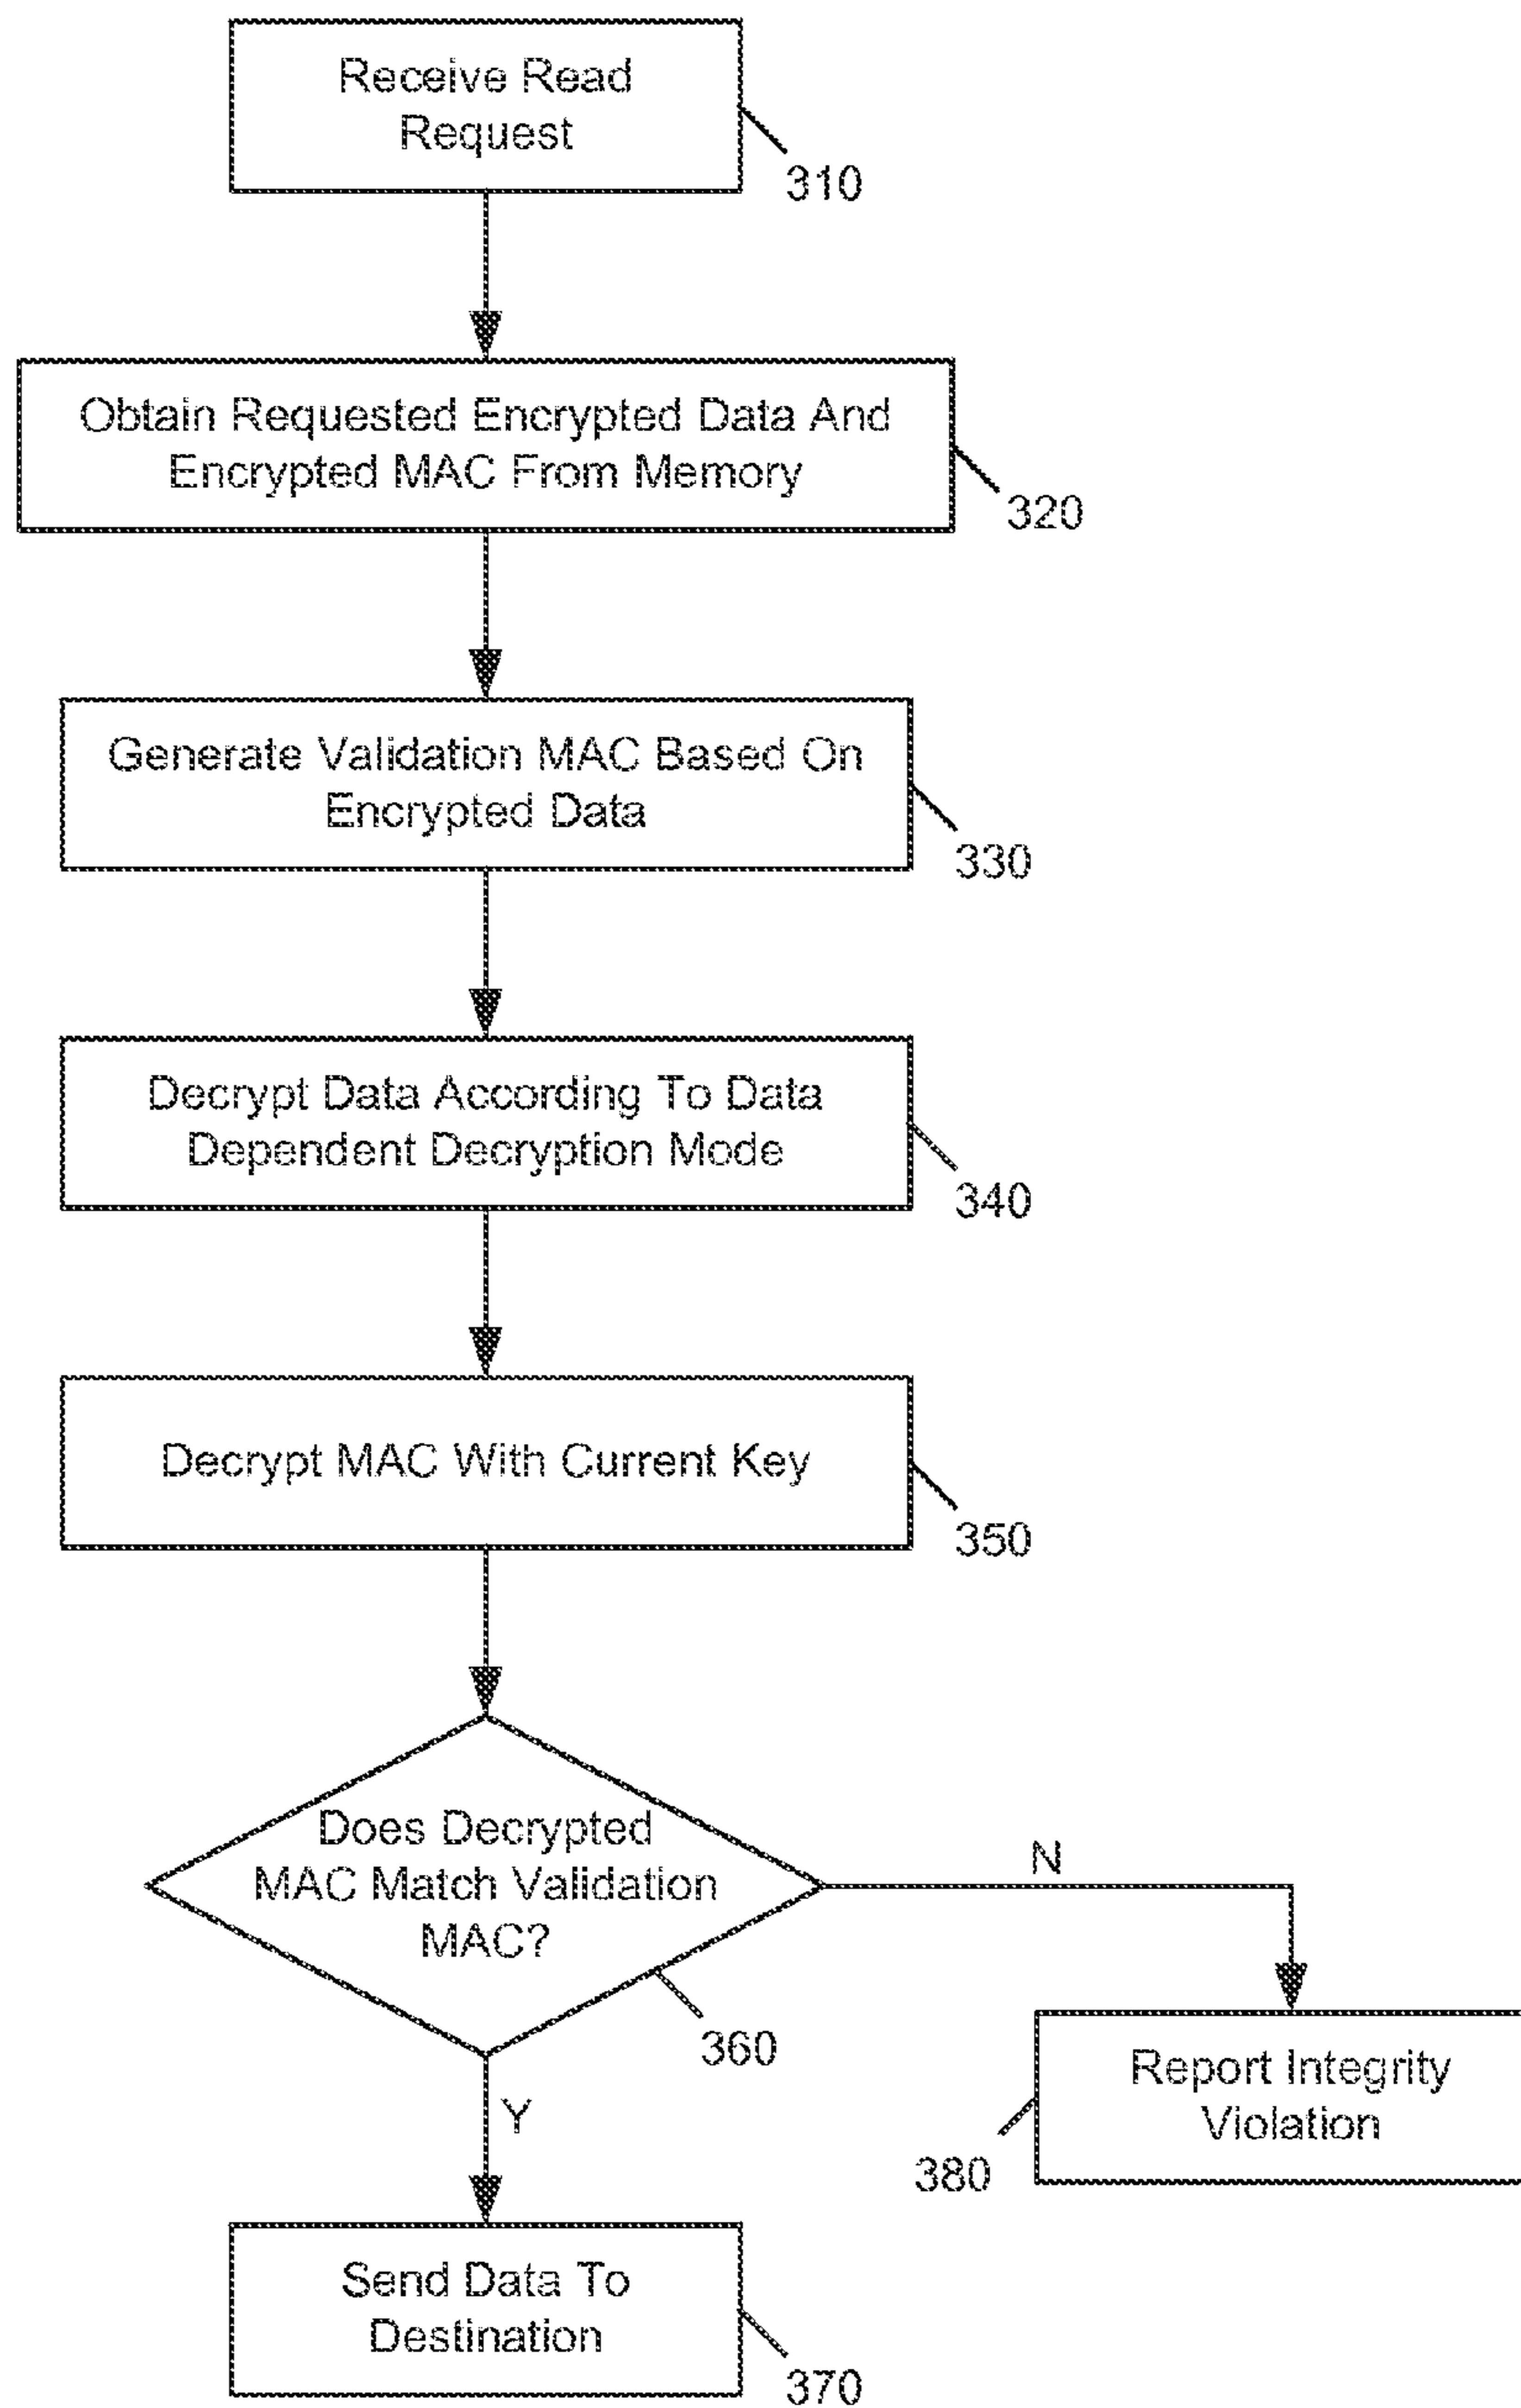 Receive Read
Request
310
Obtain Requested Encrypted Data And
Encrypted MAC From Memory
320
Generate Validation MAC Based On
Encrypted Data
330
Decrypt Data According To Data
Dependent Decryption Mode
340
Decrypt MAC With Current Key
350
Does Decrypted
MAC Match Validation
MAC?
360
N
Report Integrity
Violation
380
Y
Send Data To
Destination
370